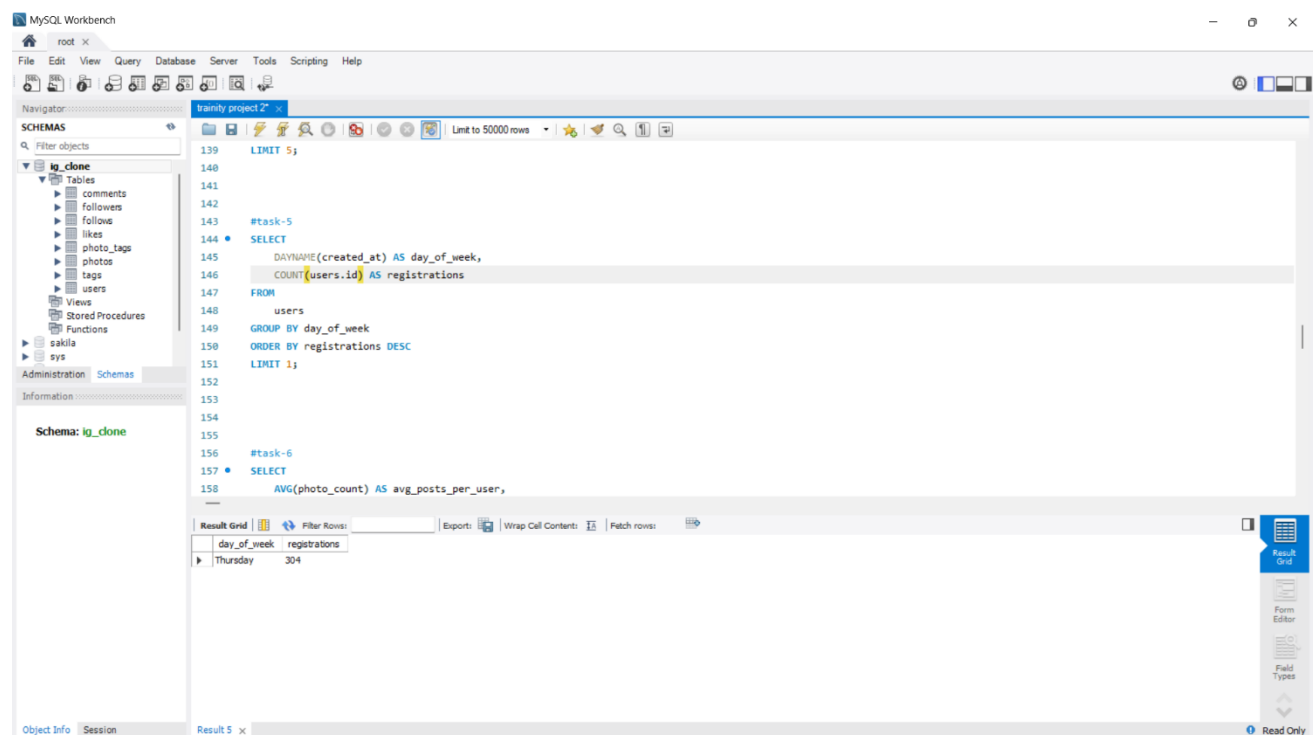 MySQL Workbench
root
File Edit View Query Database Server Tools Scripting Help
Navigator
SCHEMAS
Filter objects
ig_clone
Tables
comments
followers
follows
likes
photo_tags
photos
tags
users
Views
Stored Procedures
Functions
sakila
sys
Administration Schemas
Information
Schema: ig_clone
Object Info Session
trainity project 2*
Limit to 50000 rows
139 LIMIT 5;
140
141
142
143 #task-5
144 SELECT
145 DAYNAME(created_at) AS day_of_week,
146 COUNT(users.id) AS registrations
147 FROM
148 users
149 GROUP BY day_of_week
150 ORDER BY registrations DESC
151 LIMIT 1;
152
153
154
155
156 #task-6
157 SELECT
158 AVG(photo_count) AS avg_posts_per_user,
Result Grid Filter Rows: Export: Wrap Cell Content: Fetch rows:
day_of_week registrations
Thursday 304
Result
Grid
Form
Editor
Field
Types
Result 5
Read Only